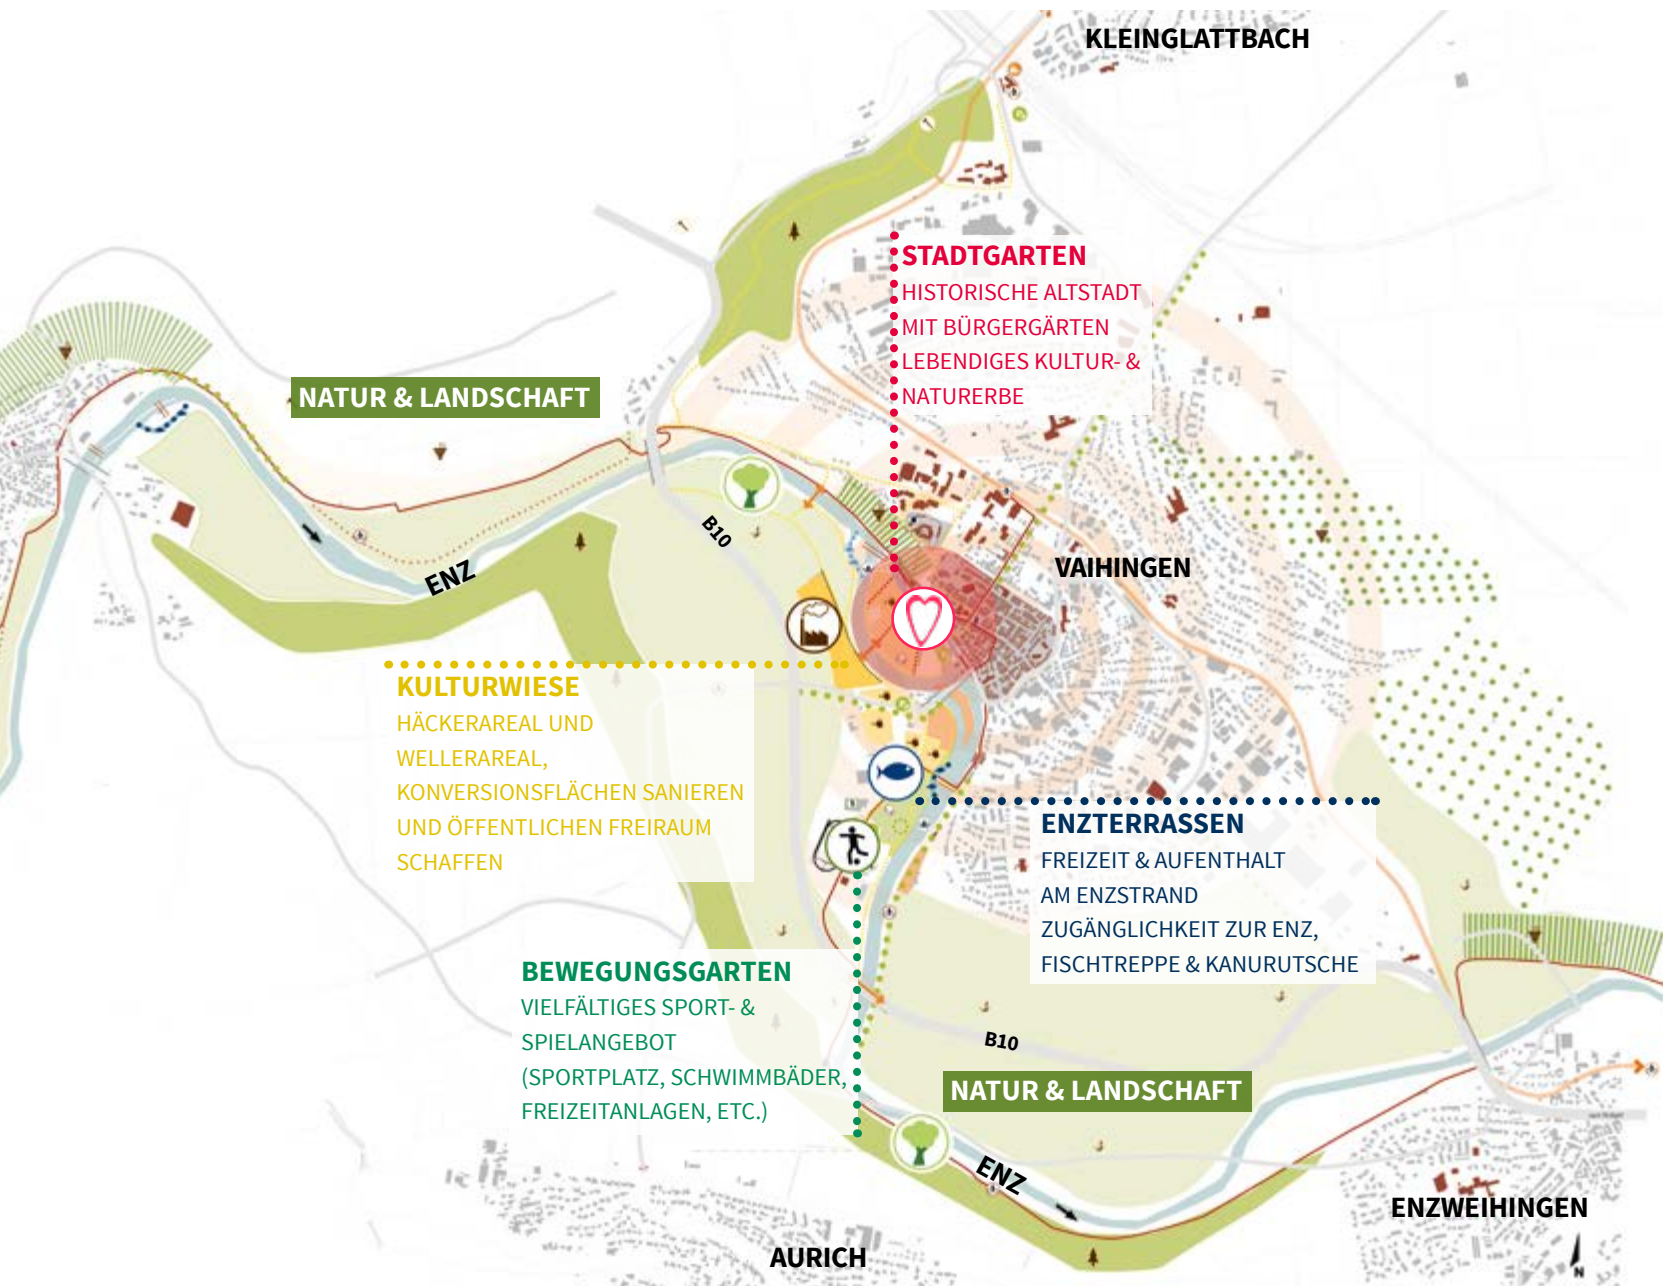 KLEINGLATTBACH
STADTGARTEN
HISTORISCHE ALTSTADT
MIT BÜRGERGÄRTEN
LEBENDIGES KULTUR- &
NATURERBE
NATUR & LANDSCHAFT
B10
ENZ
VAIHINGEN
KULTURWIESE
HÄCKERAREAL UND
WELLERAREAL,
KONVERSIONSFLÄCHEN SANIEREN
UND ÖFFENTLICHEN FREIRAUM
SCHAFFEN
ENZTERRASSEN
FREIZEIT & AUFENTHALT
AM ENZSTRAND
ZUGÄNGLICHKEIT ZUR ENZ,
FISCHTREPPE & KANURUTSCHE
BEWEGUNGSGARTEN
VIELFÄLTIGES SPORT- &
SPIELANGEBOT
(SPORTPLATZ, SCHWIMMBÄDER,
FREIZEITANLAGEN, ETC.)
B10
NATUR & LANDSCHAFT
ENZ
ENZWEIHINGEN
AURICH
N